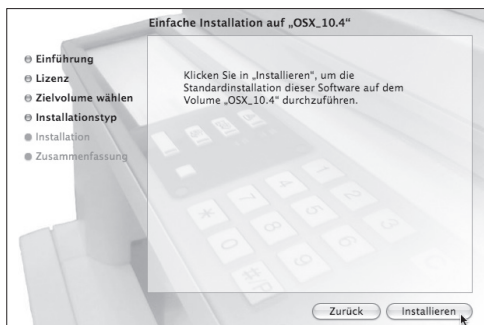 Einfache Installation auf „OSX_10.4“
Einführung
Lizenz
Zielvolume wählen
Installationstyp
Installation
Zusammenfassung
Klicken Sie in „Installieren“, um die
Standardinstallation dieser Software auf dem
Volume „OSX_10.4“ durchzuführen.
Zurück
Installieren